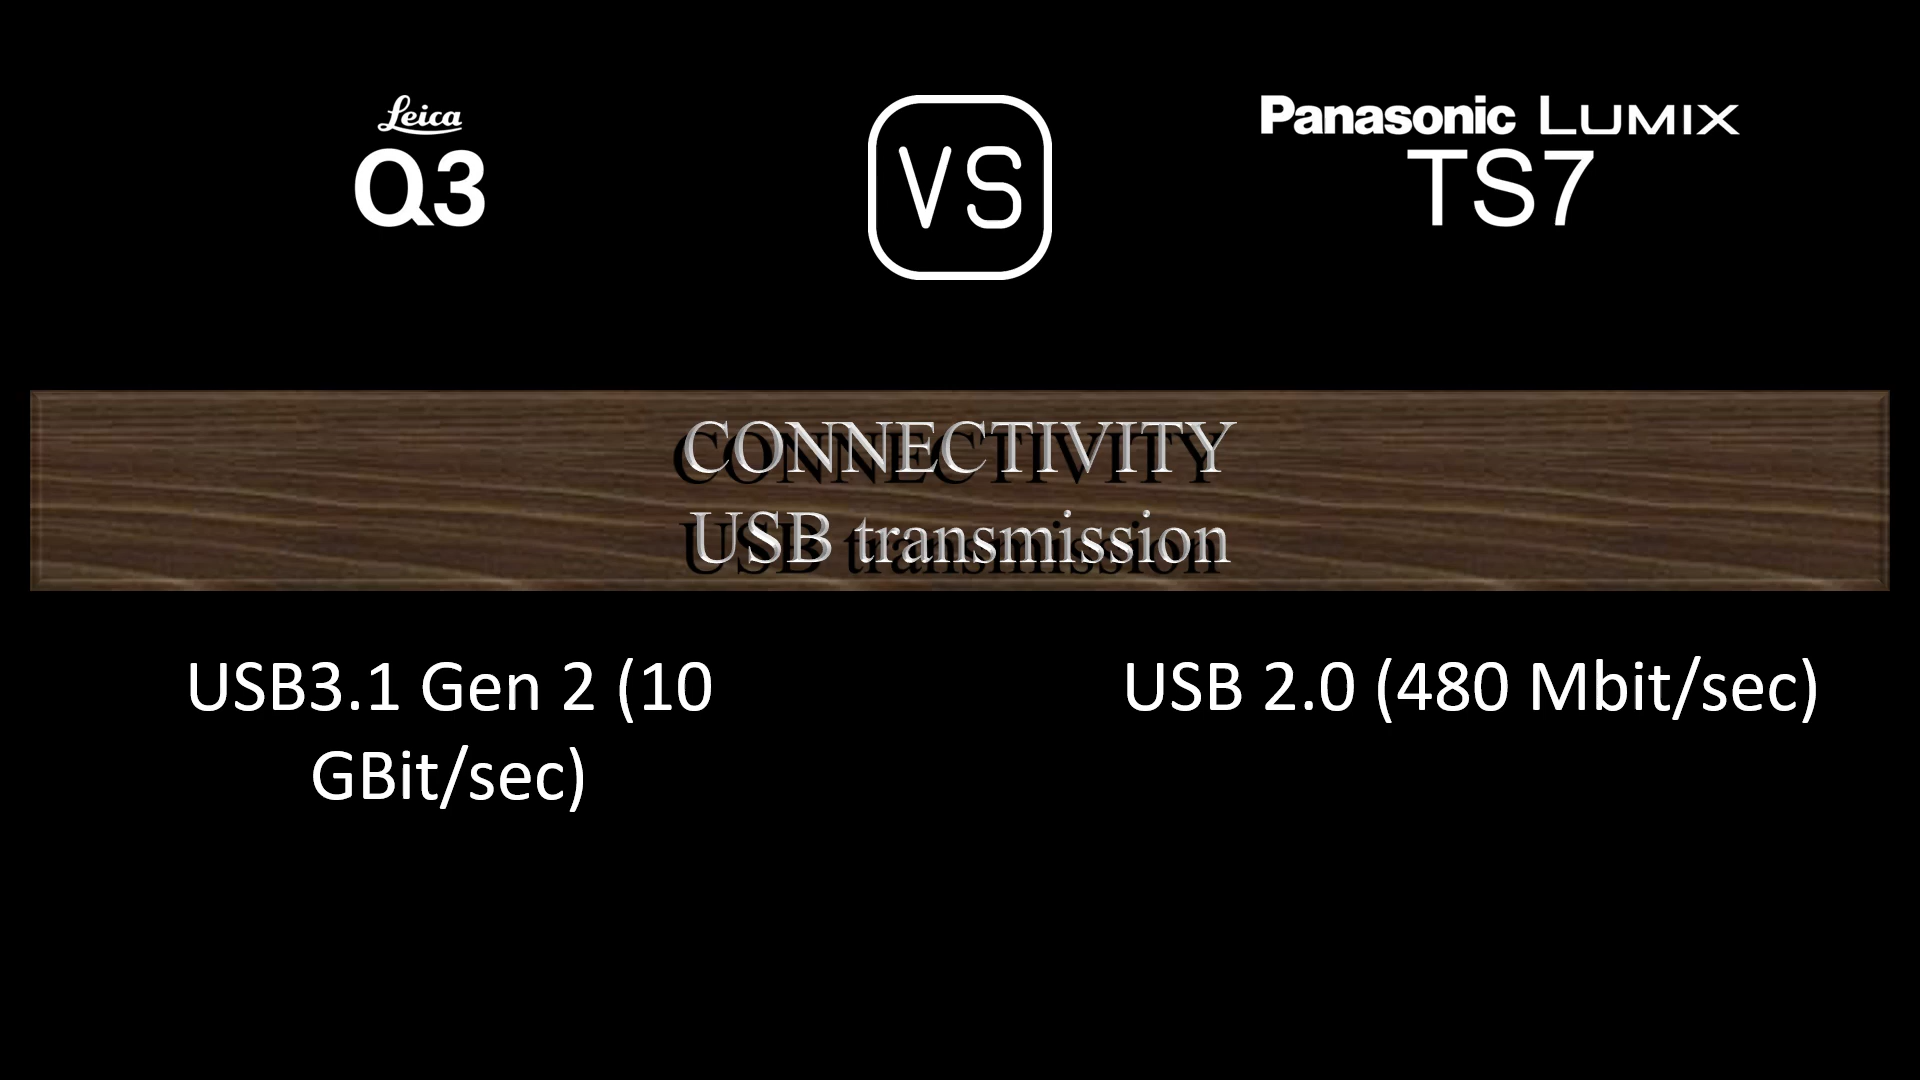 Leica
Q3
VS
Panasonic LUMIX
TS7
CONNECTIVITY
USB transmission
USB3.1 Gen 2 (10
GBit/sec)
USB 2.0 (480 Mbit/sec)